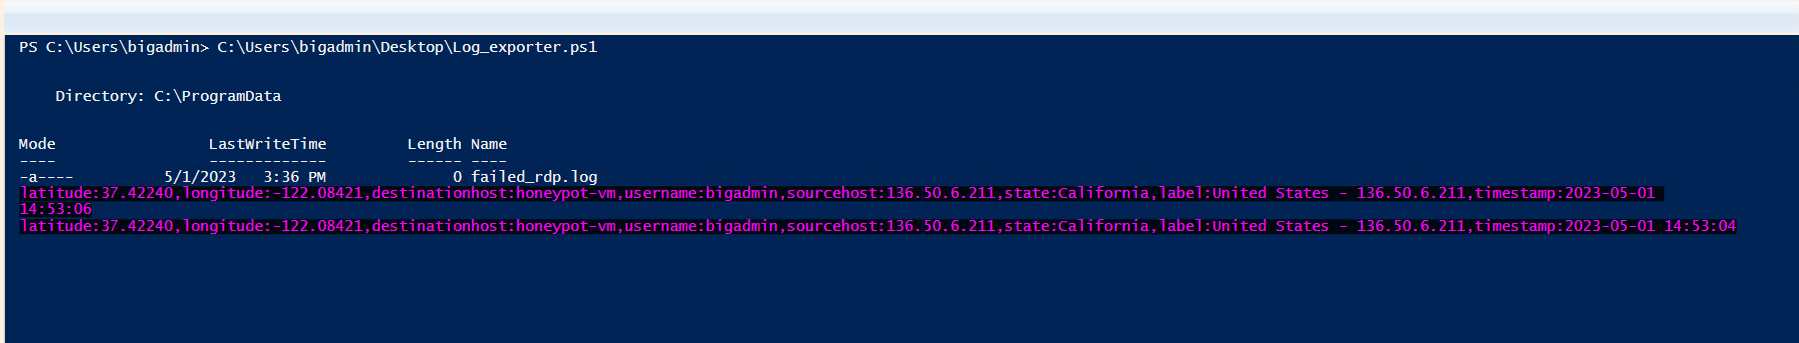 PS C:\Users\bigadmin> C:\Users\bigadmin\Desktop\Log_exporter.ps1
Directory: C:\ProgramData
Mode LastWriteTime Length Name
---- ------------- ------ ----
-a---- 5/1/2023 3:36 PM 0 failed_rdp.log
latitude:37.42240,longitude:-122.08421,destinationhost:honeypot-vm,username:bigadmin,sourcehost:136.50.6.211,state:California,label:United States - 136.50.6.211,timestamp:2023-05-01
14:53:06
latitude:37.42240,longitude:-122.08421,destinationhost:honeypot-vm,username:bigadmin,sourcehost:136.50.6.211,state:California,label:United States - 136.50.6.211,timestamp:2023-05-01 14:53:04